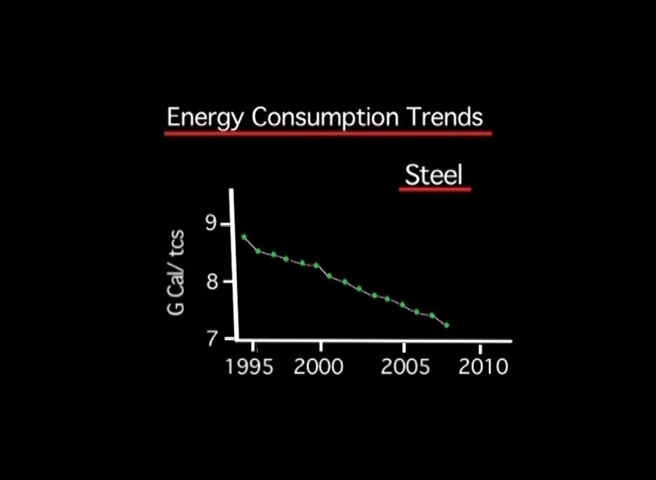 Energy Consumption Trends
Steel
G Cal/ tcs
9
8
7
1995 2000 2005 2010